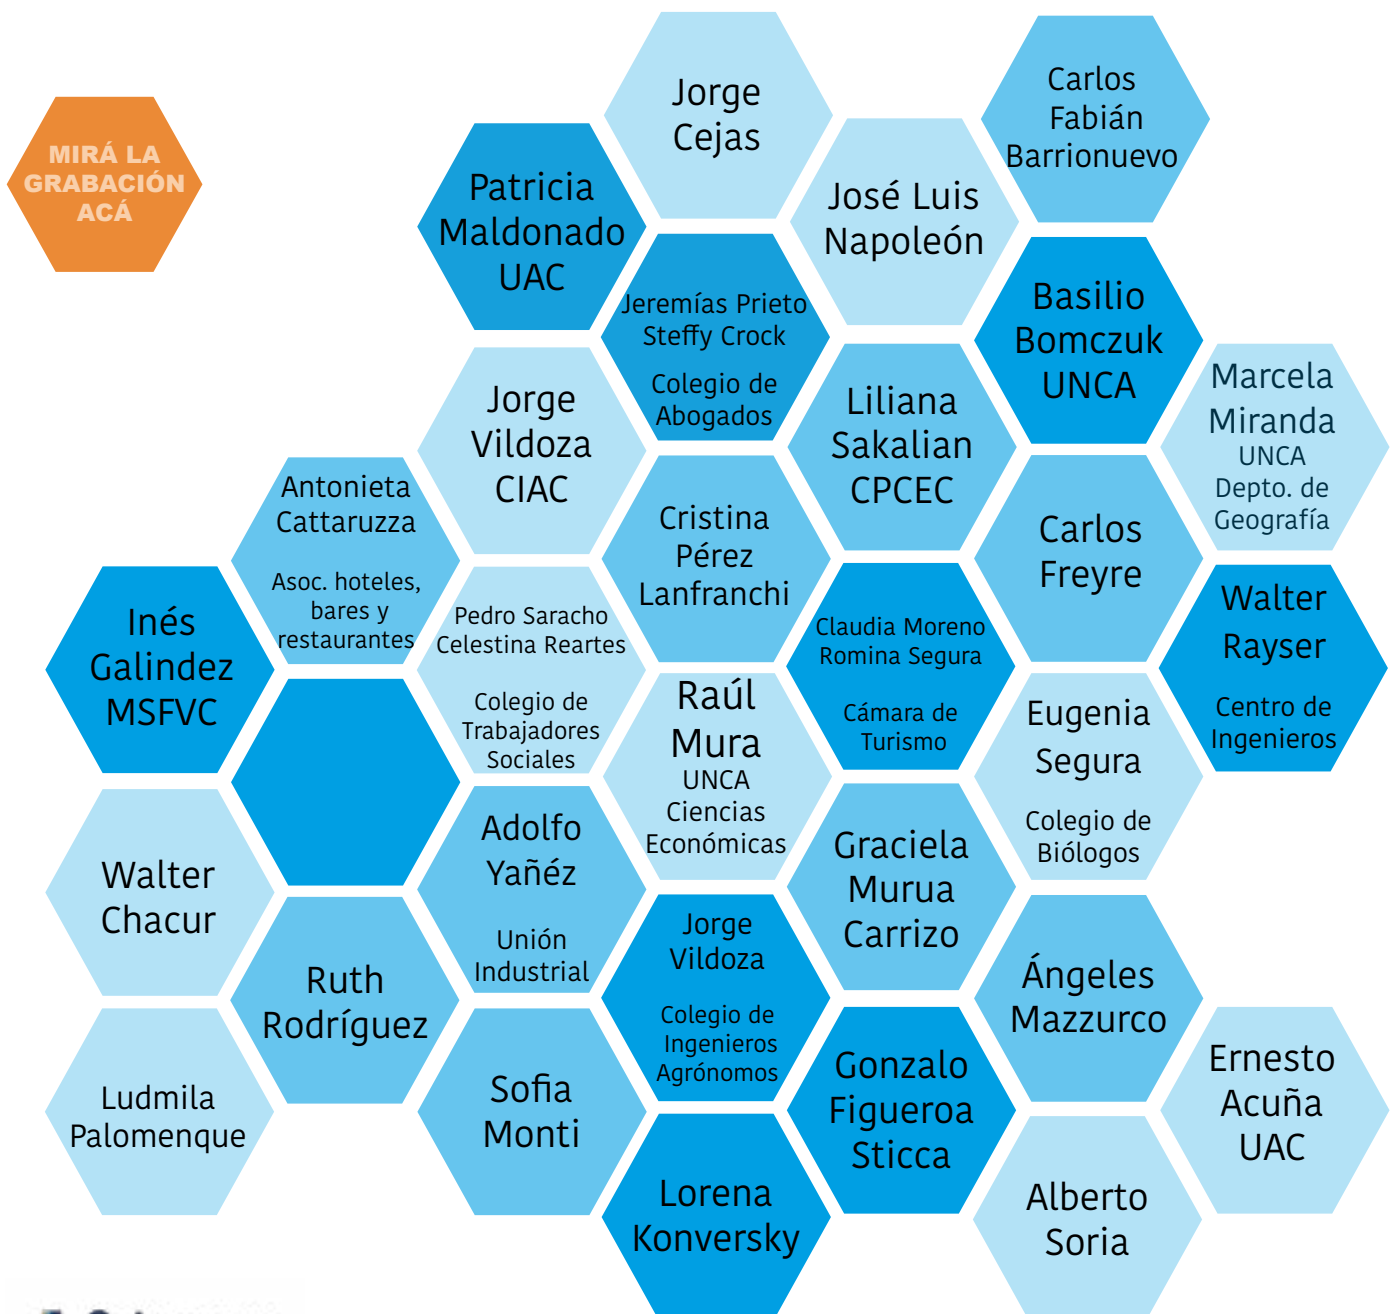 MIRÁ LA
GRABACIÓN
ACÁ
Jorge
Cejas
Carlos
Fabián
Barrionuevo
Patricia
Maldonado
UAC
José Luis
Napoleón
Jeremías Prieto
Steffy Crock
Colegio de
Abogados
Basilio
Bomczuk
UNCA
Jorge
Vildoza
CIAC
Liliana
Sakalian
CPCEC
Marcela
Miranda
UNCA
Depto. de
Geografía
Antonieta
Cattaruzza
Asoc. hoteles,
bares y
restaurantes
Cristina
Pérez
Lanfranchi
Carlos
Freyre
Inés
Galindez
MSFVC
Pedro Saracho
Celestina Reartes
Colegio de
Trabajadores
Sociales
Claudia Moreno
Romina Segura
Cámara de
Turismo
Walter
Rayser
Centro de
Ingenieros
Raúl
Mura
UNCA
Ciencias
Económicas
Eugenia
Segura
Colegio de
Biólogos
Walter
Chacur
Adolfo
Yañéz
Unión
Industrial
Graciela
Murua
Carrizo
Ruth
Rodríguez
Jorge
Vildoza
Colegio de
Ingenieros
Agrónomos
Ángeles
Mazzurco
Ludmila
Palomenque
Sofia
Monti
Gonzalo
Figueroa
Sticca
Ernesto
Acuña
UAC
Lorena
Konversky
Alberto
Soria